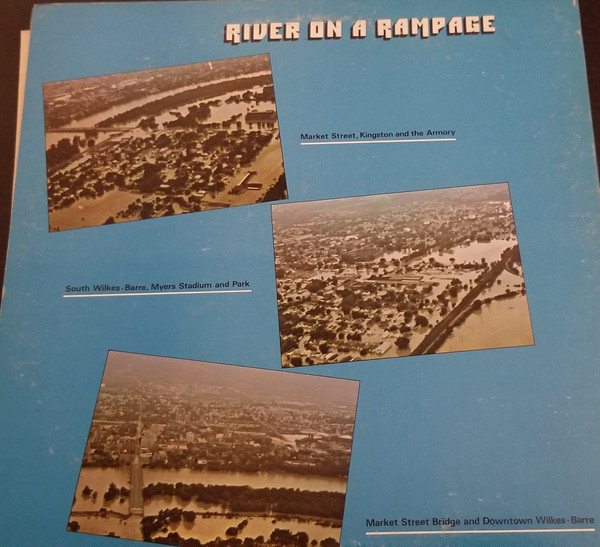 RIVER ON A RAMPAGE
Market Street, Kingston and the Armory
South Wilkes-Barre, Myers Stadium and Park
Market Street Bridge and Downtown Wilkes-Barre